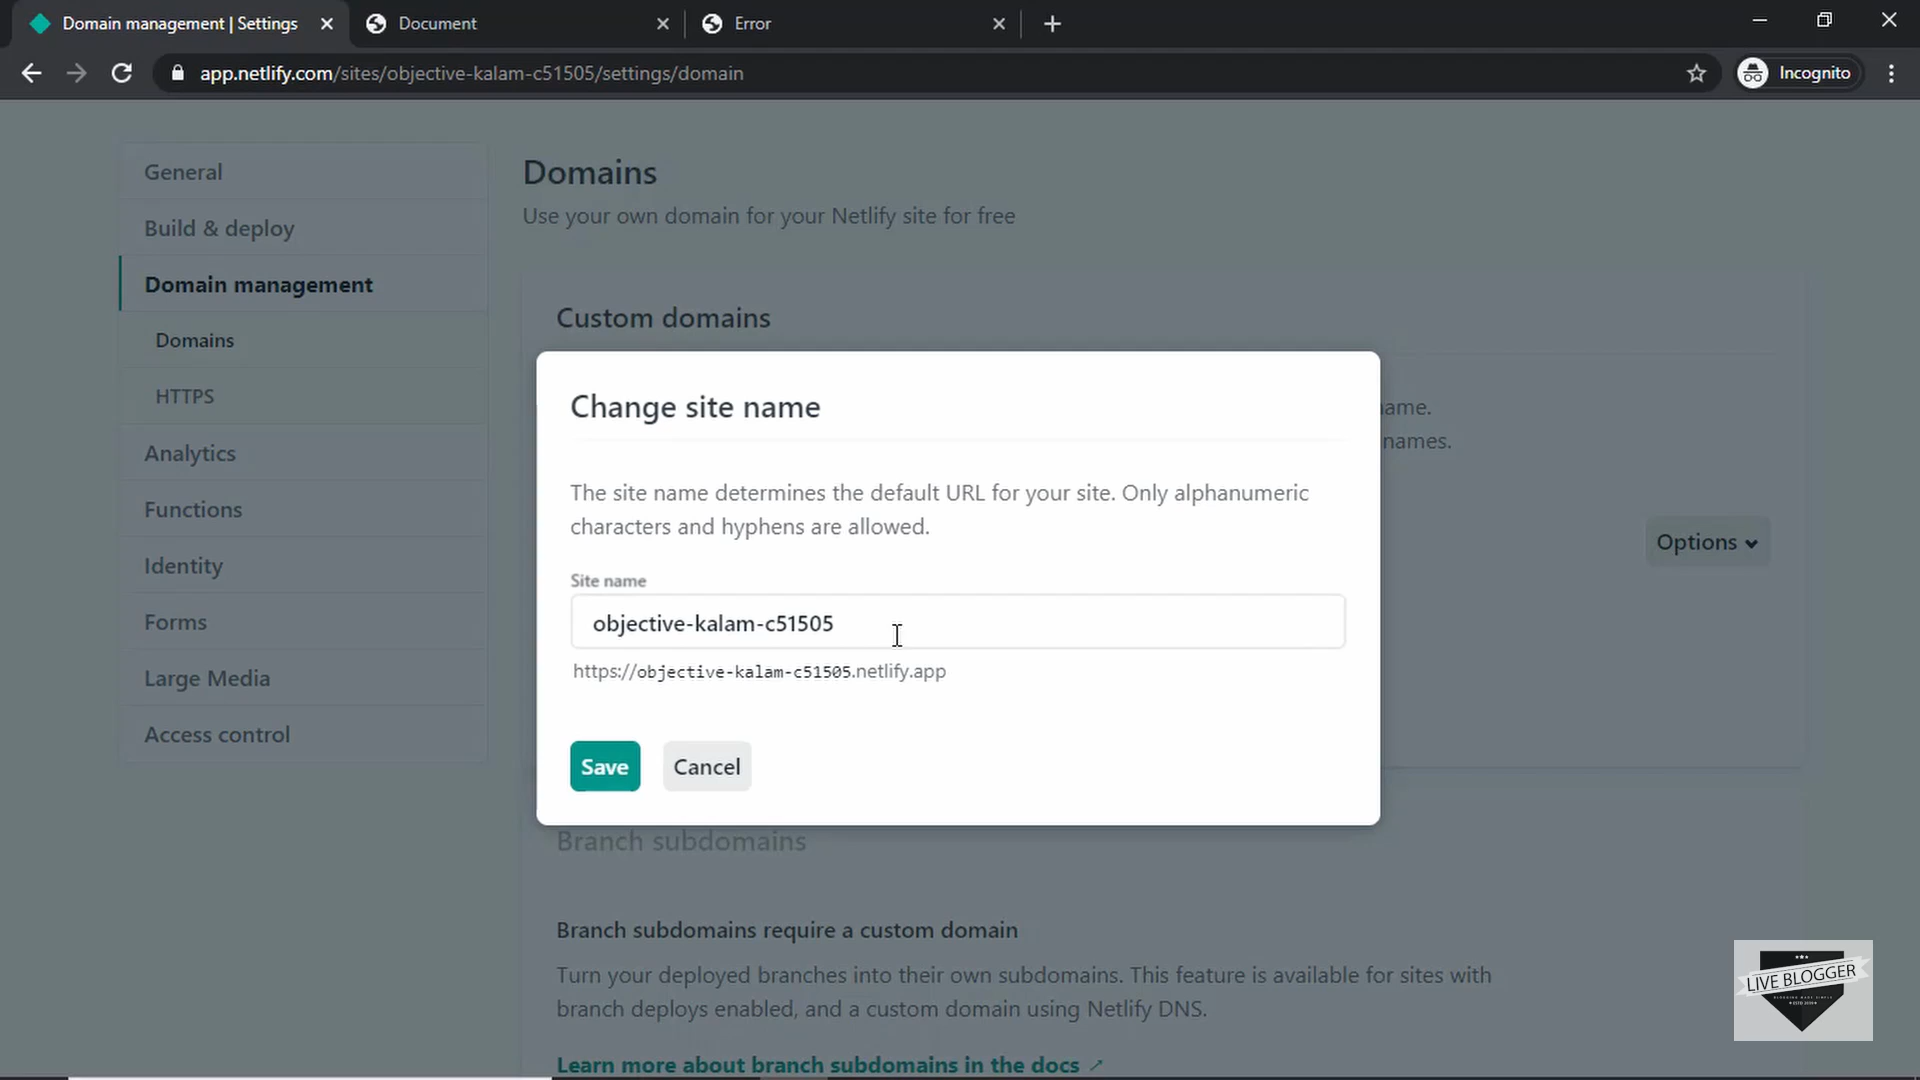 Domain management | Settings
Document
Error
app.netlify.com/sites/objective-kalam-c51505/settings/domain
Incognito
General
Build & deploy
Domain management
Domains
HTTPS
Analytics
Functions
Identity
Forms
Large Media
Access control
Domains
Use your own domain for your Netlify site for free
Custom domains
ame.
names.
Options
Change site name
The site name determines the default URL for your site. Only alphanumeric
characters and hyphens are allowed.
Site name
objective-kalam-c51505
https://objective-kalam-c51505.netlify.app
Save
Cancel
Branch subdomains
Branch subdomains require a custom domain
Turn your deployed branches into their own subdomains. This feature is available for sites with
branch deploys enabled, and a custom domain using Netlify DNS.
Learn more about branch subdomains in the docs
LIVE BLOGGER